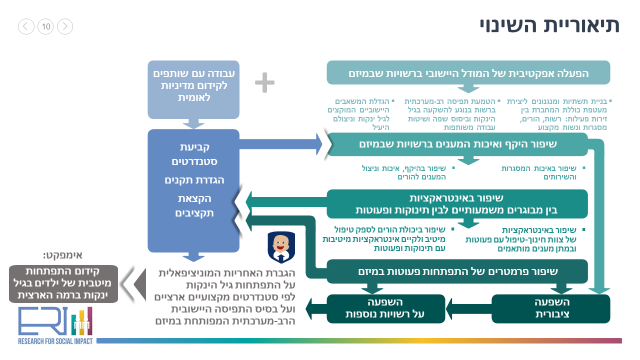 תיאוריית השינוי
10
הפעלה אפקטיבית של המודל היישובי ברשויות שבמיזם
• בניית תשתיות ומנגנונים ליצירת
מעטפת כוללת המחברת בין
זירות פעילות: רשות, הורים,
מסגרות ונשות מקצוע
• הטמעת תפיסה רב-מערכתית
ברשות בנוגע להשקעה בגיל
הינקות וביסוס שפה ושיטות
עבודה משותפות
• הגדלת המשאבים
היישוביים המוקצים
לגיל ינקות וניצולם
היעיל
שיפור היקף ואיכות המענים ברשויות שבמיזם
• שיפור באיכות המסגרות
והשירותים
• שיפור בהיקף, איכות וניצול
המענים להורים
שיפור באינטראקציות
בין מבוגרים משמעותיים לבין תינוקות ופעוטות
• שיפור באינטראקציות
של צוות חינוך-טיפול עם פעוטות
ובמתן מענים מותאמים
• שיפור ביכולת הורים לספק טיפול
מיטיב ולקיים אינטראקציות מיטיבות
עם תינוקות ופעוטות
שיפור פרמטרים של התפתחות פעוטות במיזם
השפעה
ציבורית
השפעה
על רשויות נוספות
+
עבודה עם שותפים
לקידום מדיניות
לאומית
קביעת
סטנדרטים
הגדרת תקנים
הקצאת
תקציבים
הגברת האחריות המוניציפאלית
על התפתחות גיל הינקות
לפי סטנדרטים מקצועיים ארציים
ועל בסיס התפיסה היישובית
הרב-מערכתית המפותחת במיזם
אימפקט:
קידום התפתחות
מיטבית של ילדים בגיל
ינקות ברמה הארצית
ERI
RESEARCH FOR SOCIAL IMPACT